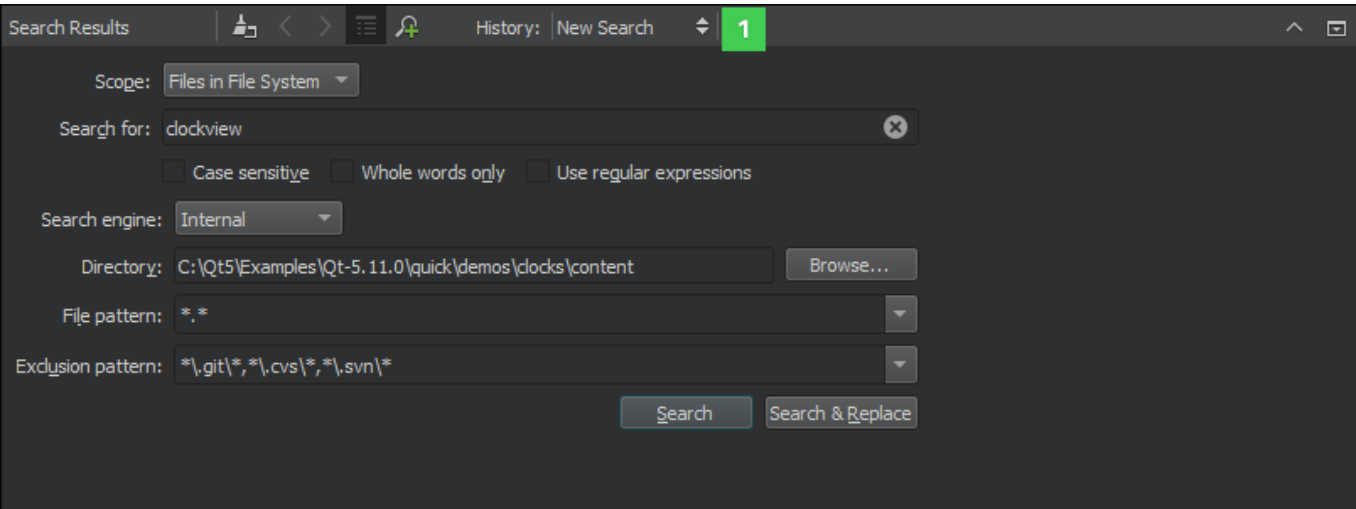 Search Results History: New Search 1
Scope: Files in File System
Search for: clockview
Case sensitive Whole words only Use regular expressions
Search engine: Internal
Directory: C:\Qt5\Examples\Qt-5.11.0\quick\demos\clocks\content Browse...
File pattern: *.*
Exclusion pattern: *\.git\*,*\.cvs\*,*\.svn\*
Search Search & Replace